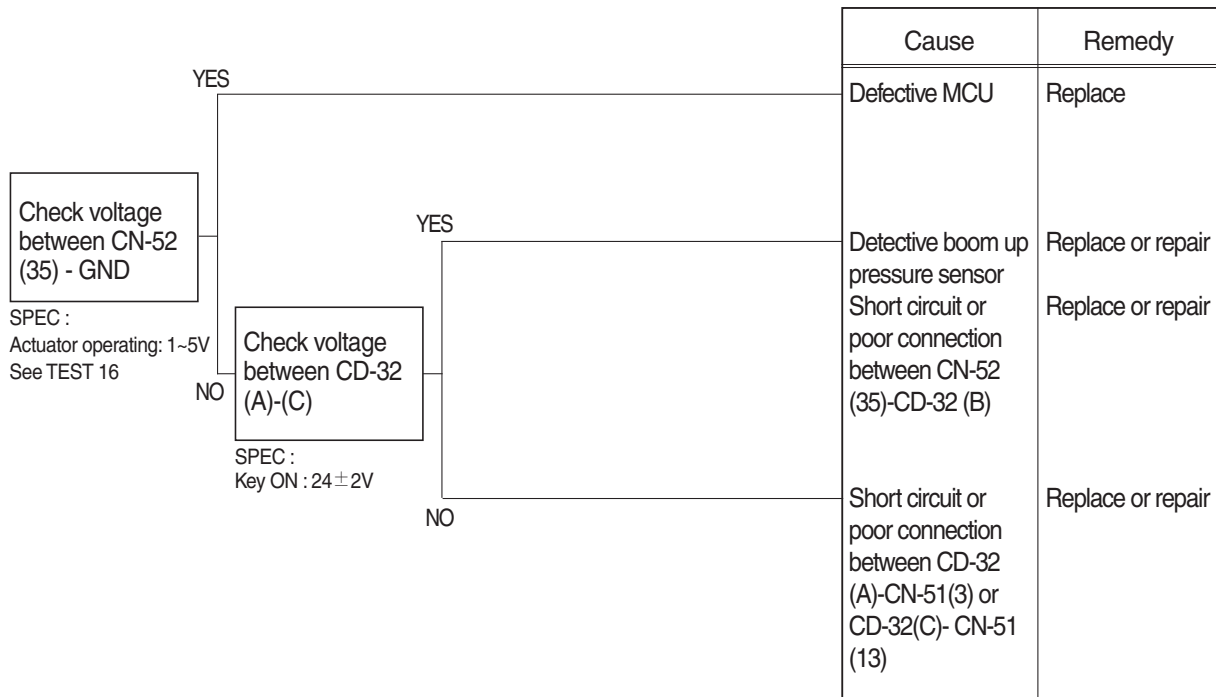 Cause
Remedy
YES
Defective MCU
Replace
Check voltage
between CN-52
(35) - GND
SPEC :
Actuator operating: 1~5V
See TEST 16
NO
YES
Detective boom up
pressure sensor
Replace or repair
Short circuit or
poor connection
between CN-52
(35)-CD-32 (B)
Replace or repair
Check voltage
between CD-32
(A)-(C)
SPEC :
Key ON : 24±2V
NO
Short circuit or
poor connection
between CD-32
(A)-CN-51(3) or
CD-32(C)- CN-51
(13)
Replace or repair